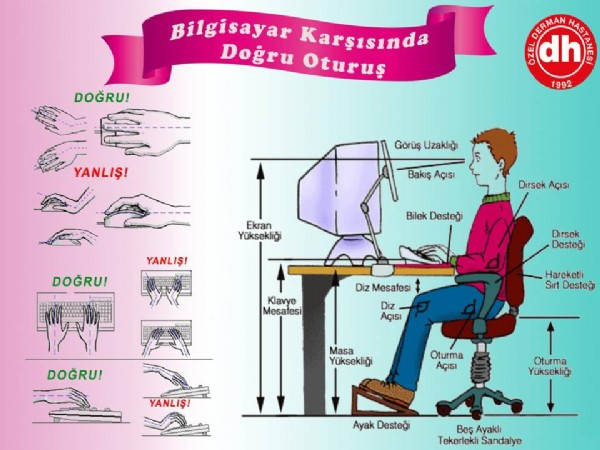 Bilgisayar Karşısında
Doğru Oturuş
ÖZEL DERMAN HASTANESİ
dh
1992
DOĞRU!
YANLIŞ!
DOĞRU!
YANLIŞ!
DOĞRU!
YANLIŞ!
Görüş Uzaklığı
Bakış Açısı
Dirsek Açısı
Bilek Desteği
Ekran
Yüksekliği
Dirsek
Desteği
Hareketli
Sırt Desteği
Klavye
Mesafesi
Diz Mesafesi
Diz
Açısı
Masa
Yüksekliği
Oturma
Açısı
Oturma
Yüksekliği
Ayak Desteği
Beş Ayaklı
Tekerlekli Sandalye